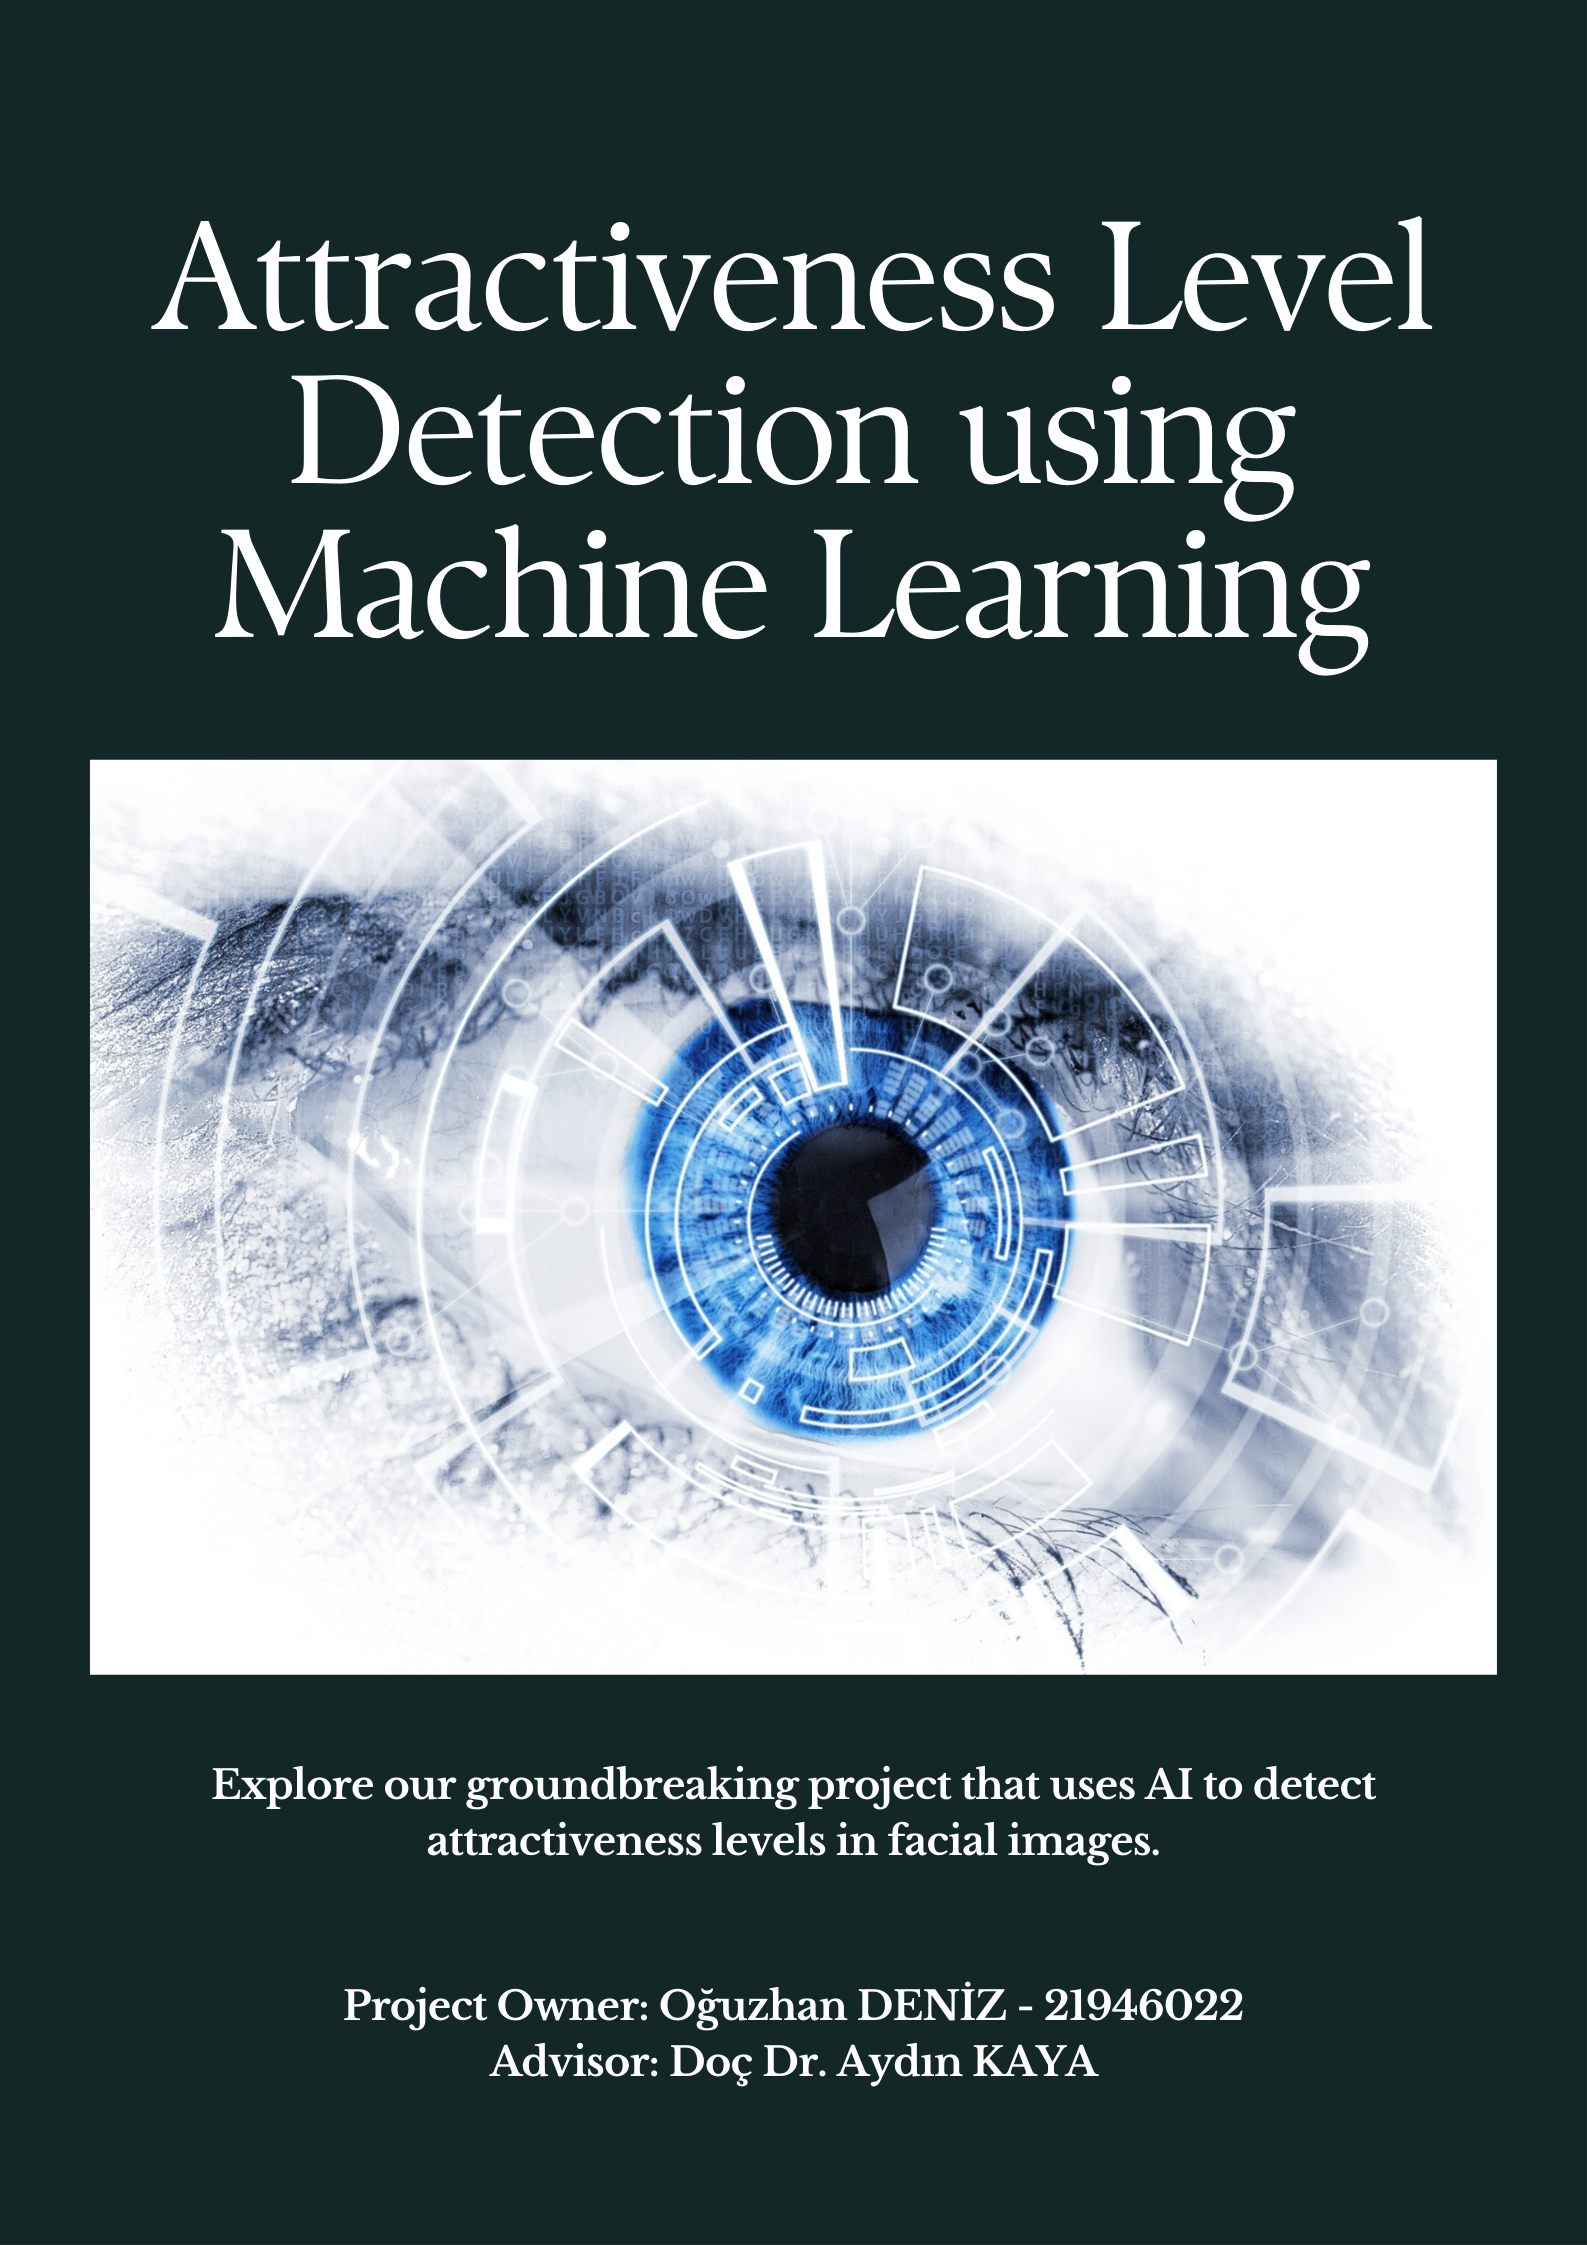 Attractiveness Level
Detection using
Machine Learning
Explore our groundbreaking project that uses AI to detect
attractiveness levels in facial images.
Project Owner: Oğuzhan DENİZ - 21946022
Advisor: Doç Dr. Aydın KAYA